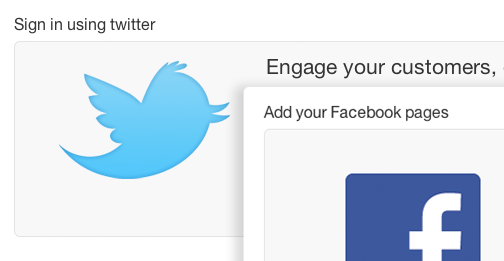 Sign in using twitter
Engage your customers,
Add your Facebook pages
f